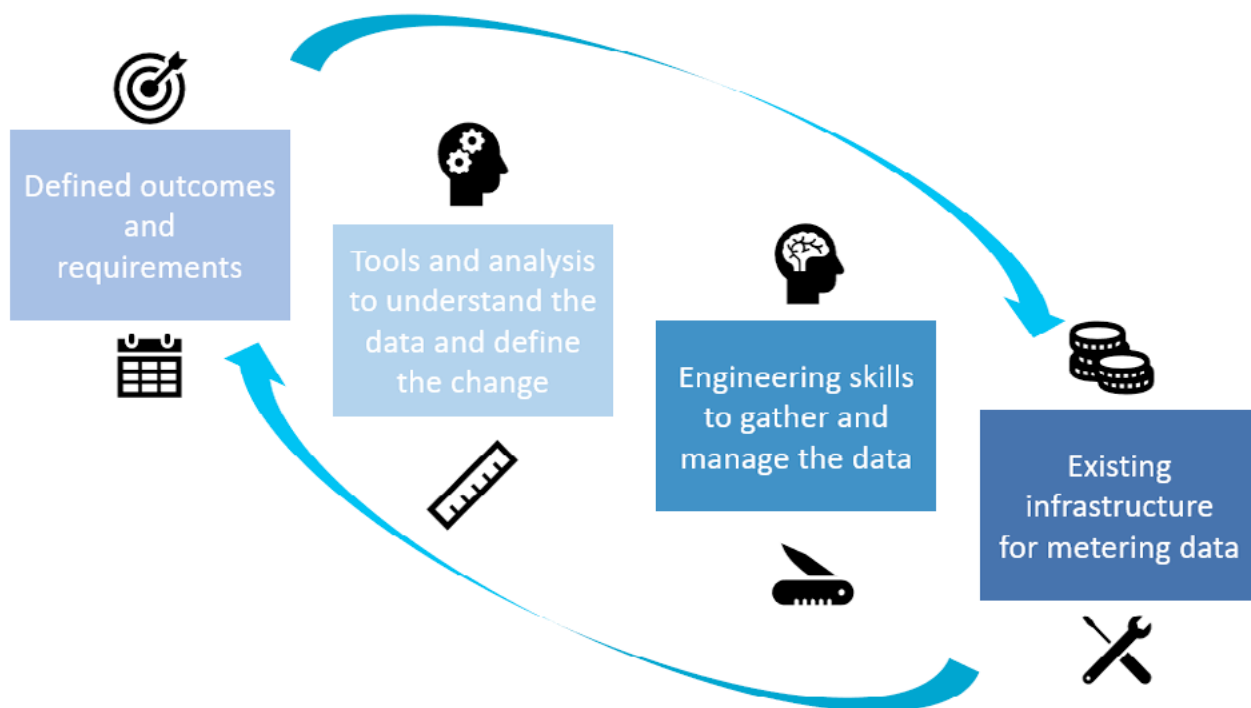 Defined outcomes
and
requirements
Tools and analysis
to understand the
data and define
the change
Engineering skills
to gather and
manage the data
Existing
infrastructure
for metering data